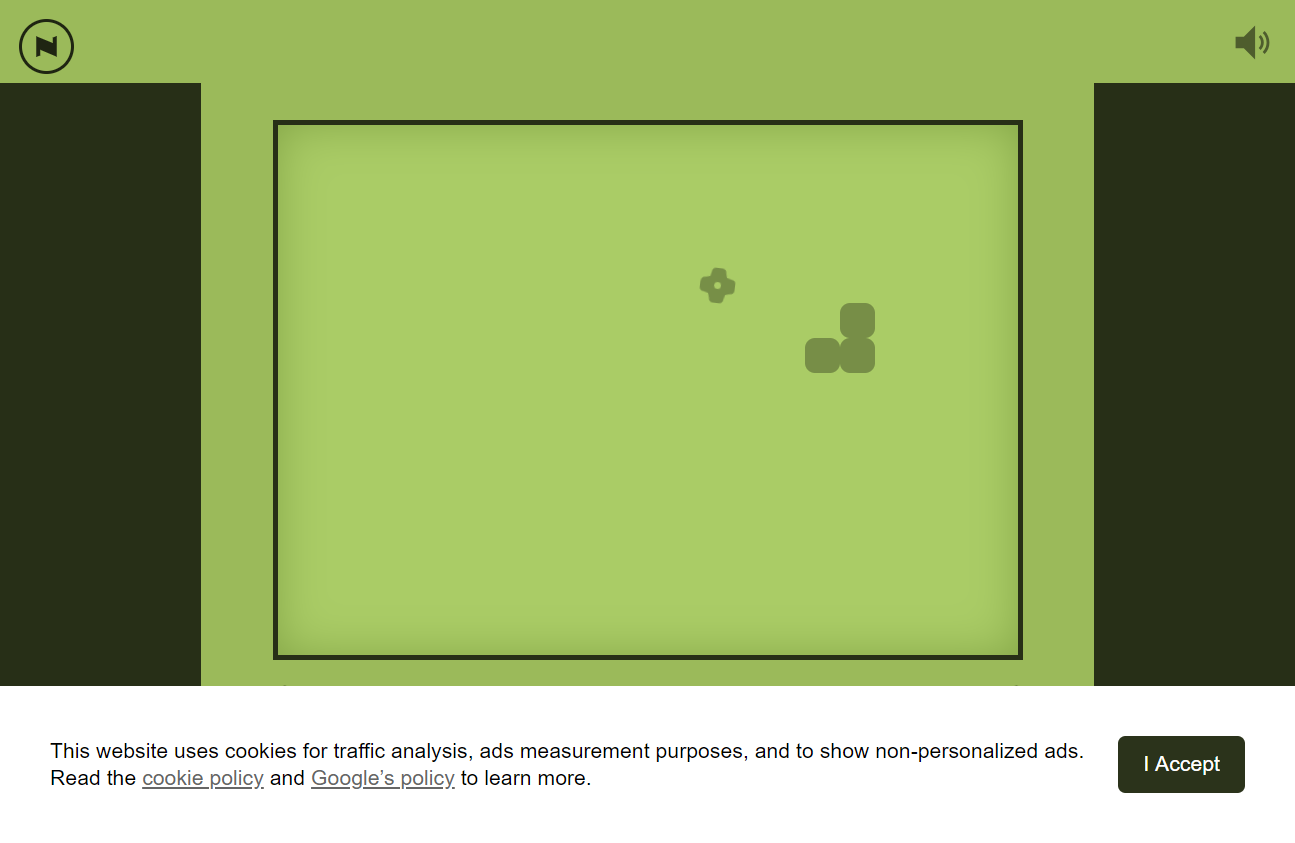 This website uses cookies for traffic analysis, ads measurement purposes, and to show non-personalized ads.
Read the cookie policy and Google’s policy to learn more.
I Accept